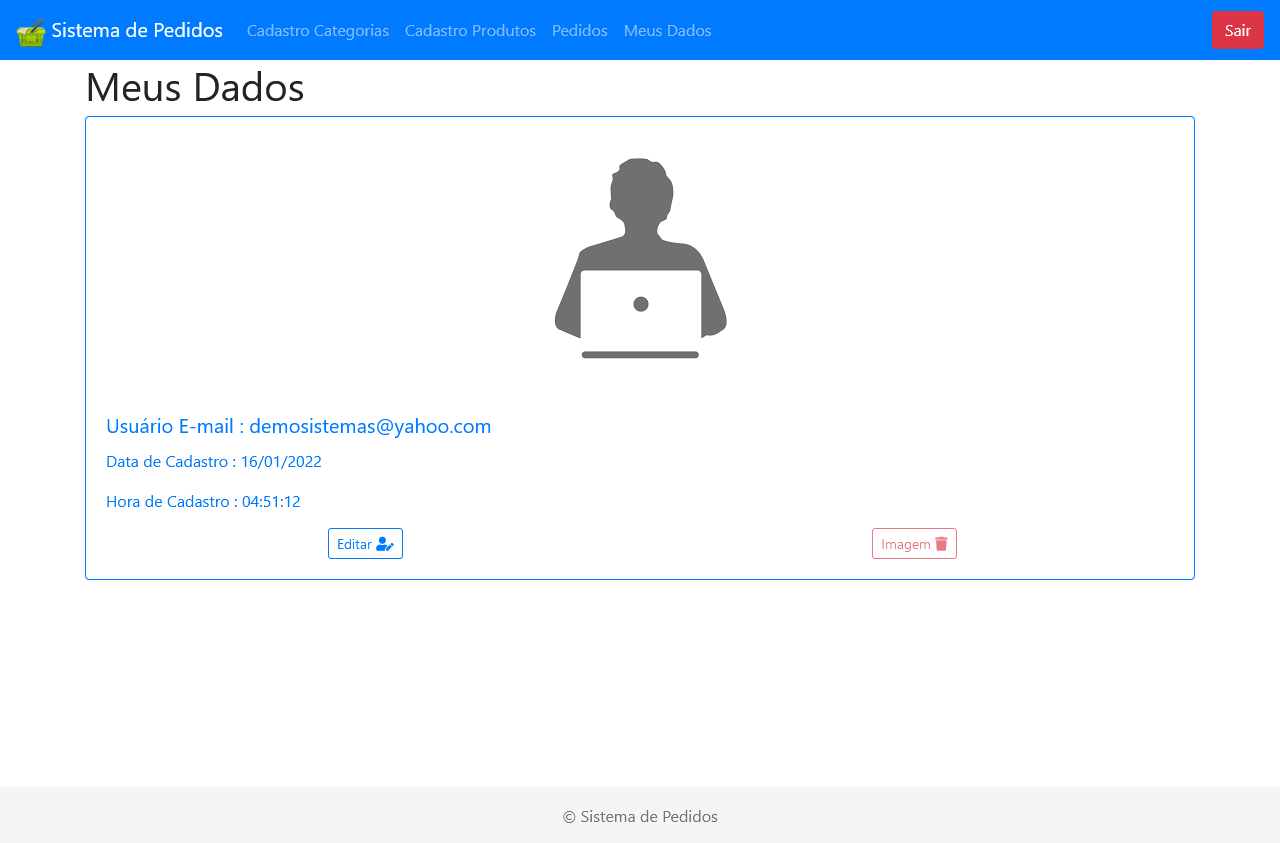 Sistema de Pedidos Cadastro Categorias Cadastro Produtos Pedidos Meus Dados Sair
Meus Dados
Usuário E-mail : demosistemas@yahoo.com
Data de Cadastro : 16/01/2022
Hora de Cadastro : 04:51:12
Editar Imagem
© Sistema de Pedidos